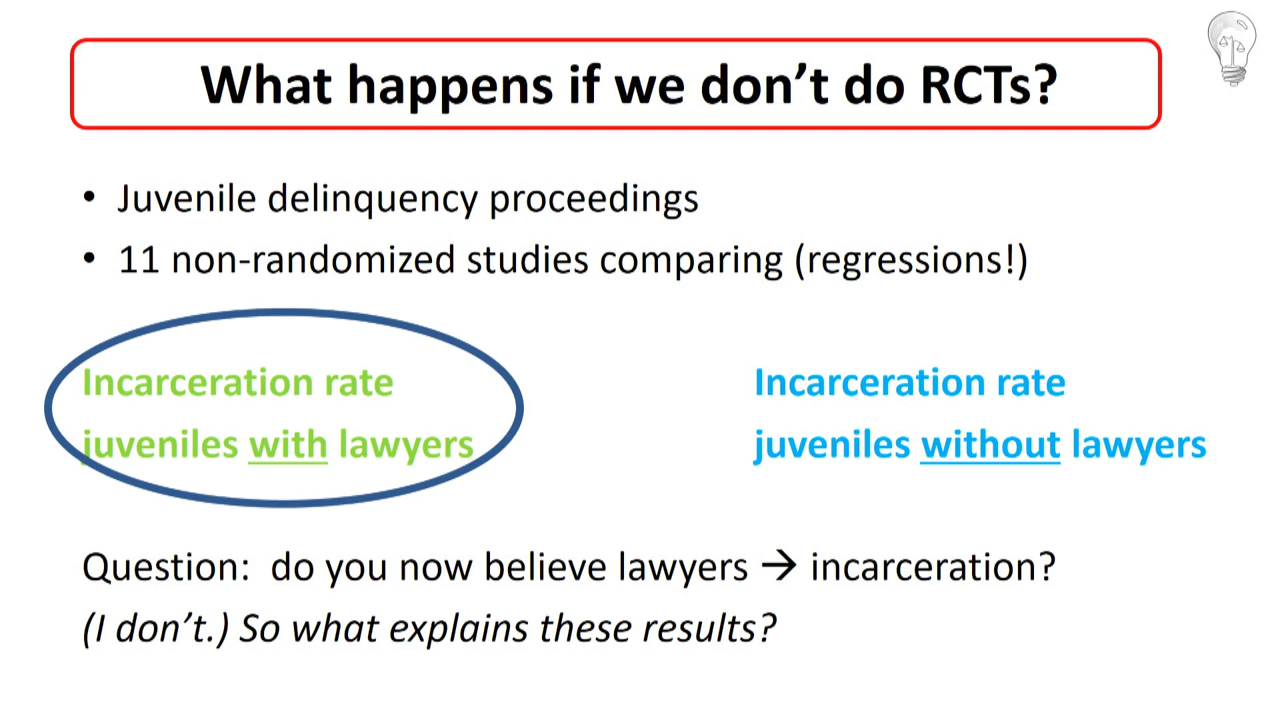 What happens if we don’t do RCTs?
• Juvenile delinquency proceedings
• 11 non-randomized studies comparing (regressions!)
Incarceration rate
juveniles with lawyers
Incarceration rate
juveniles without lawyers
Question:  do you now believe lawyers → incarceration?
(I don’t.) So what explains these results?